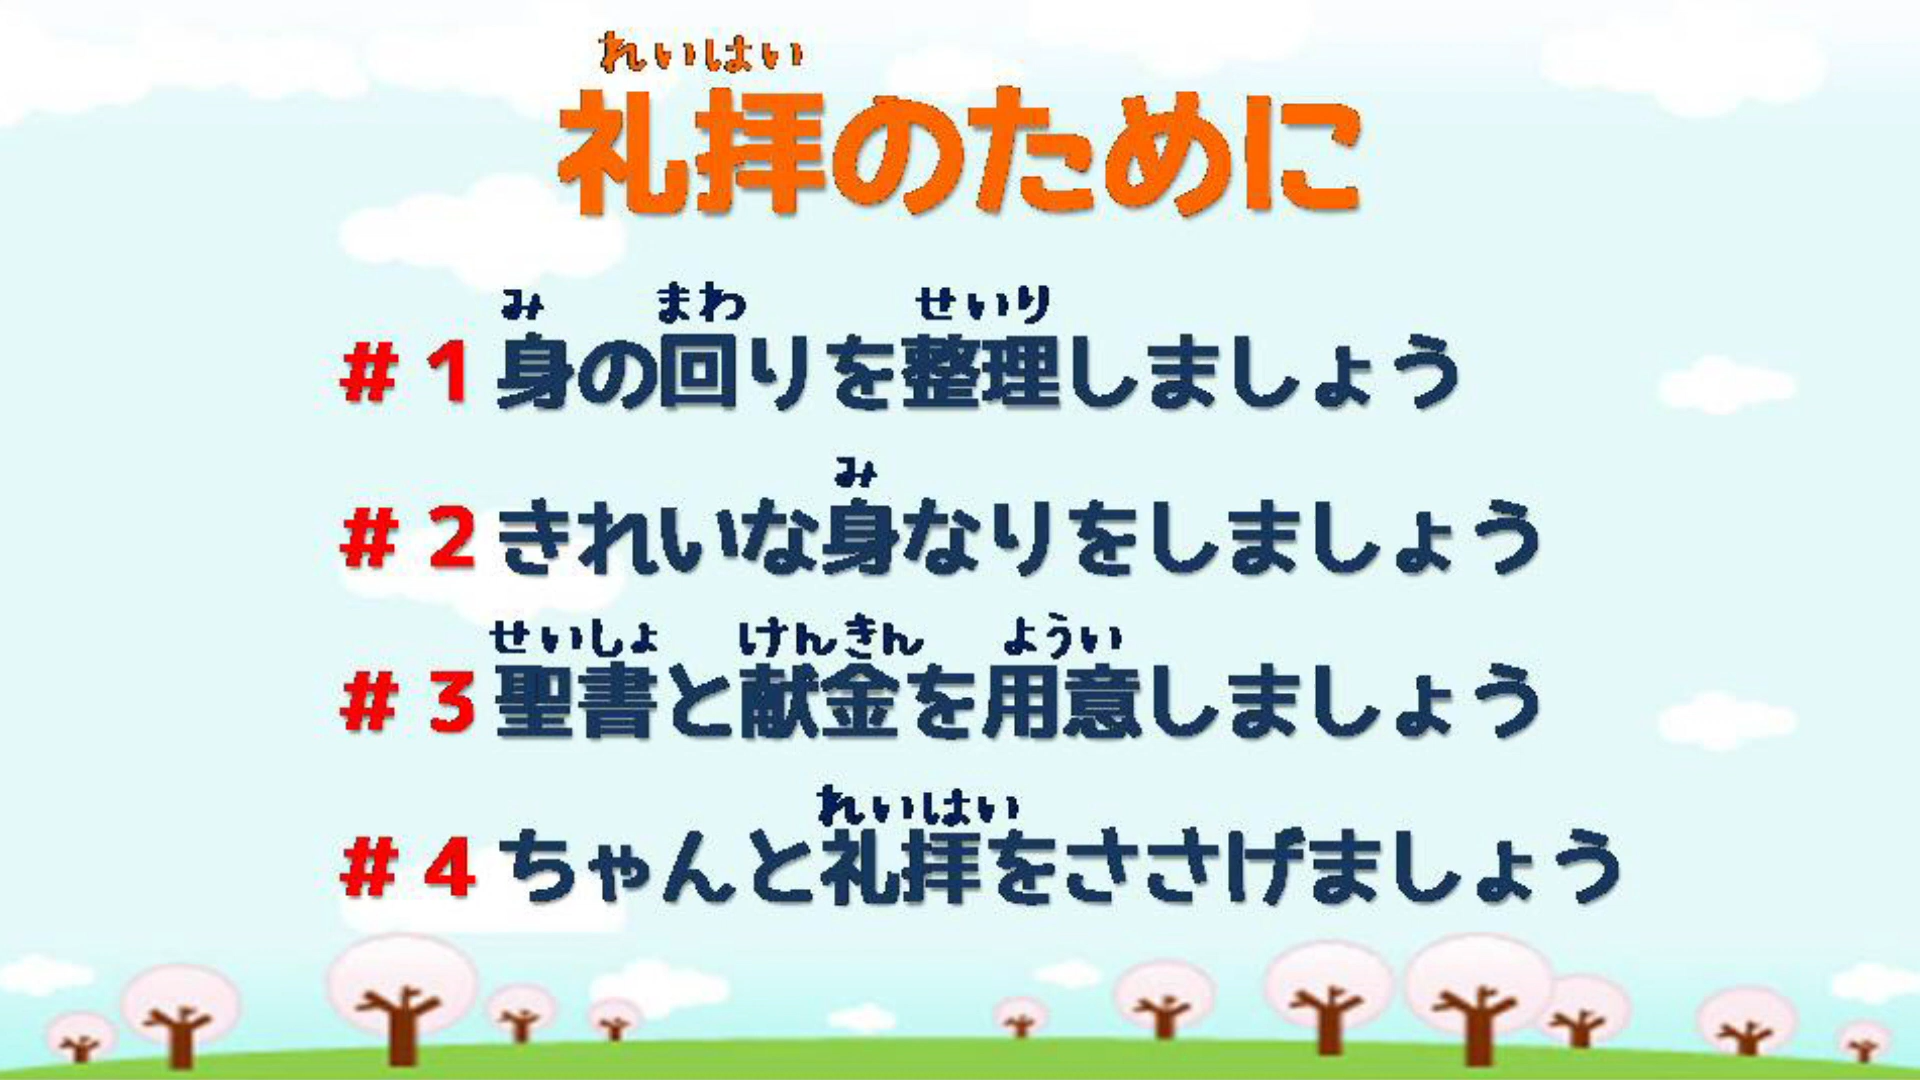 れいはい
礼拝のために
み まわ せいり
#1 身の回りを整理しましょう
み
#2 きれいな身なりをしましょう
せいしょ けんきん ようい
#3 聖書と献金を用意しましょう
れいはい
#4 ちゃんと礼拝をささげましょう